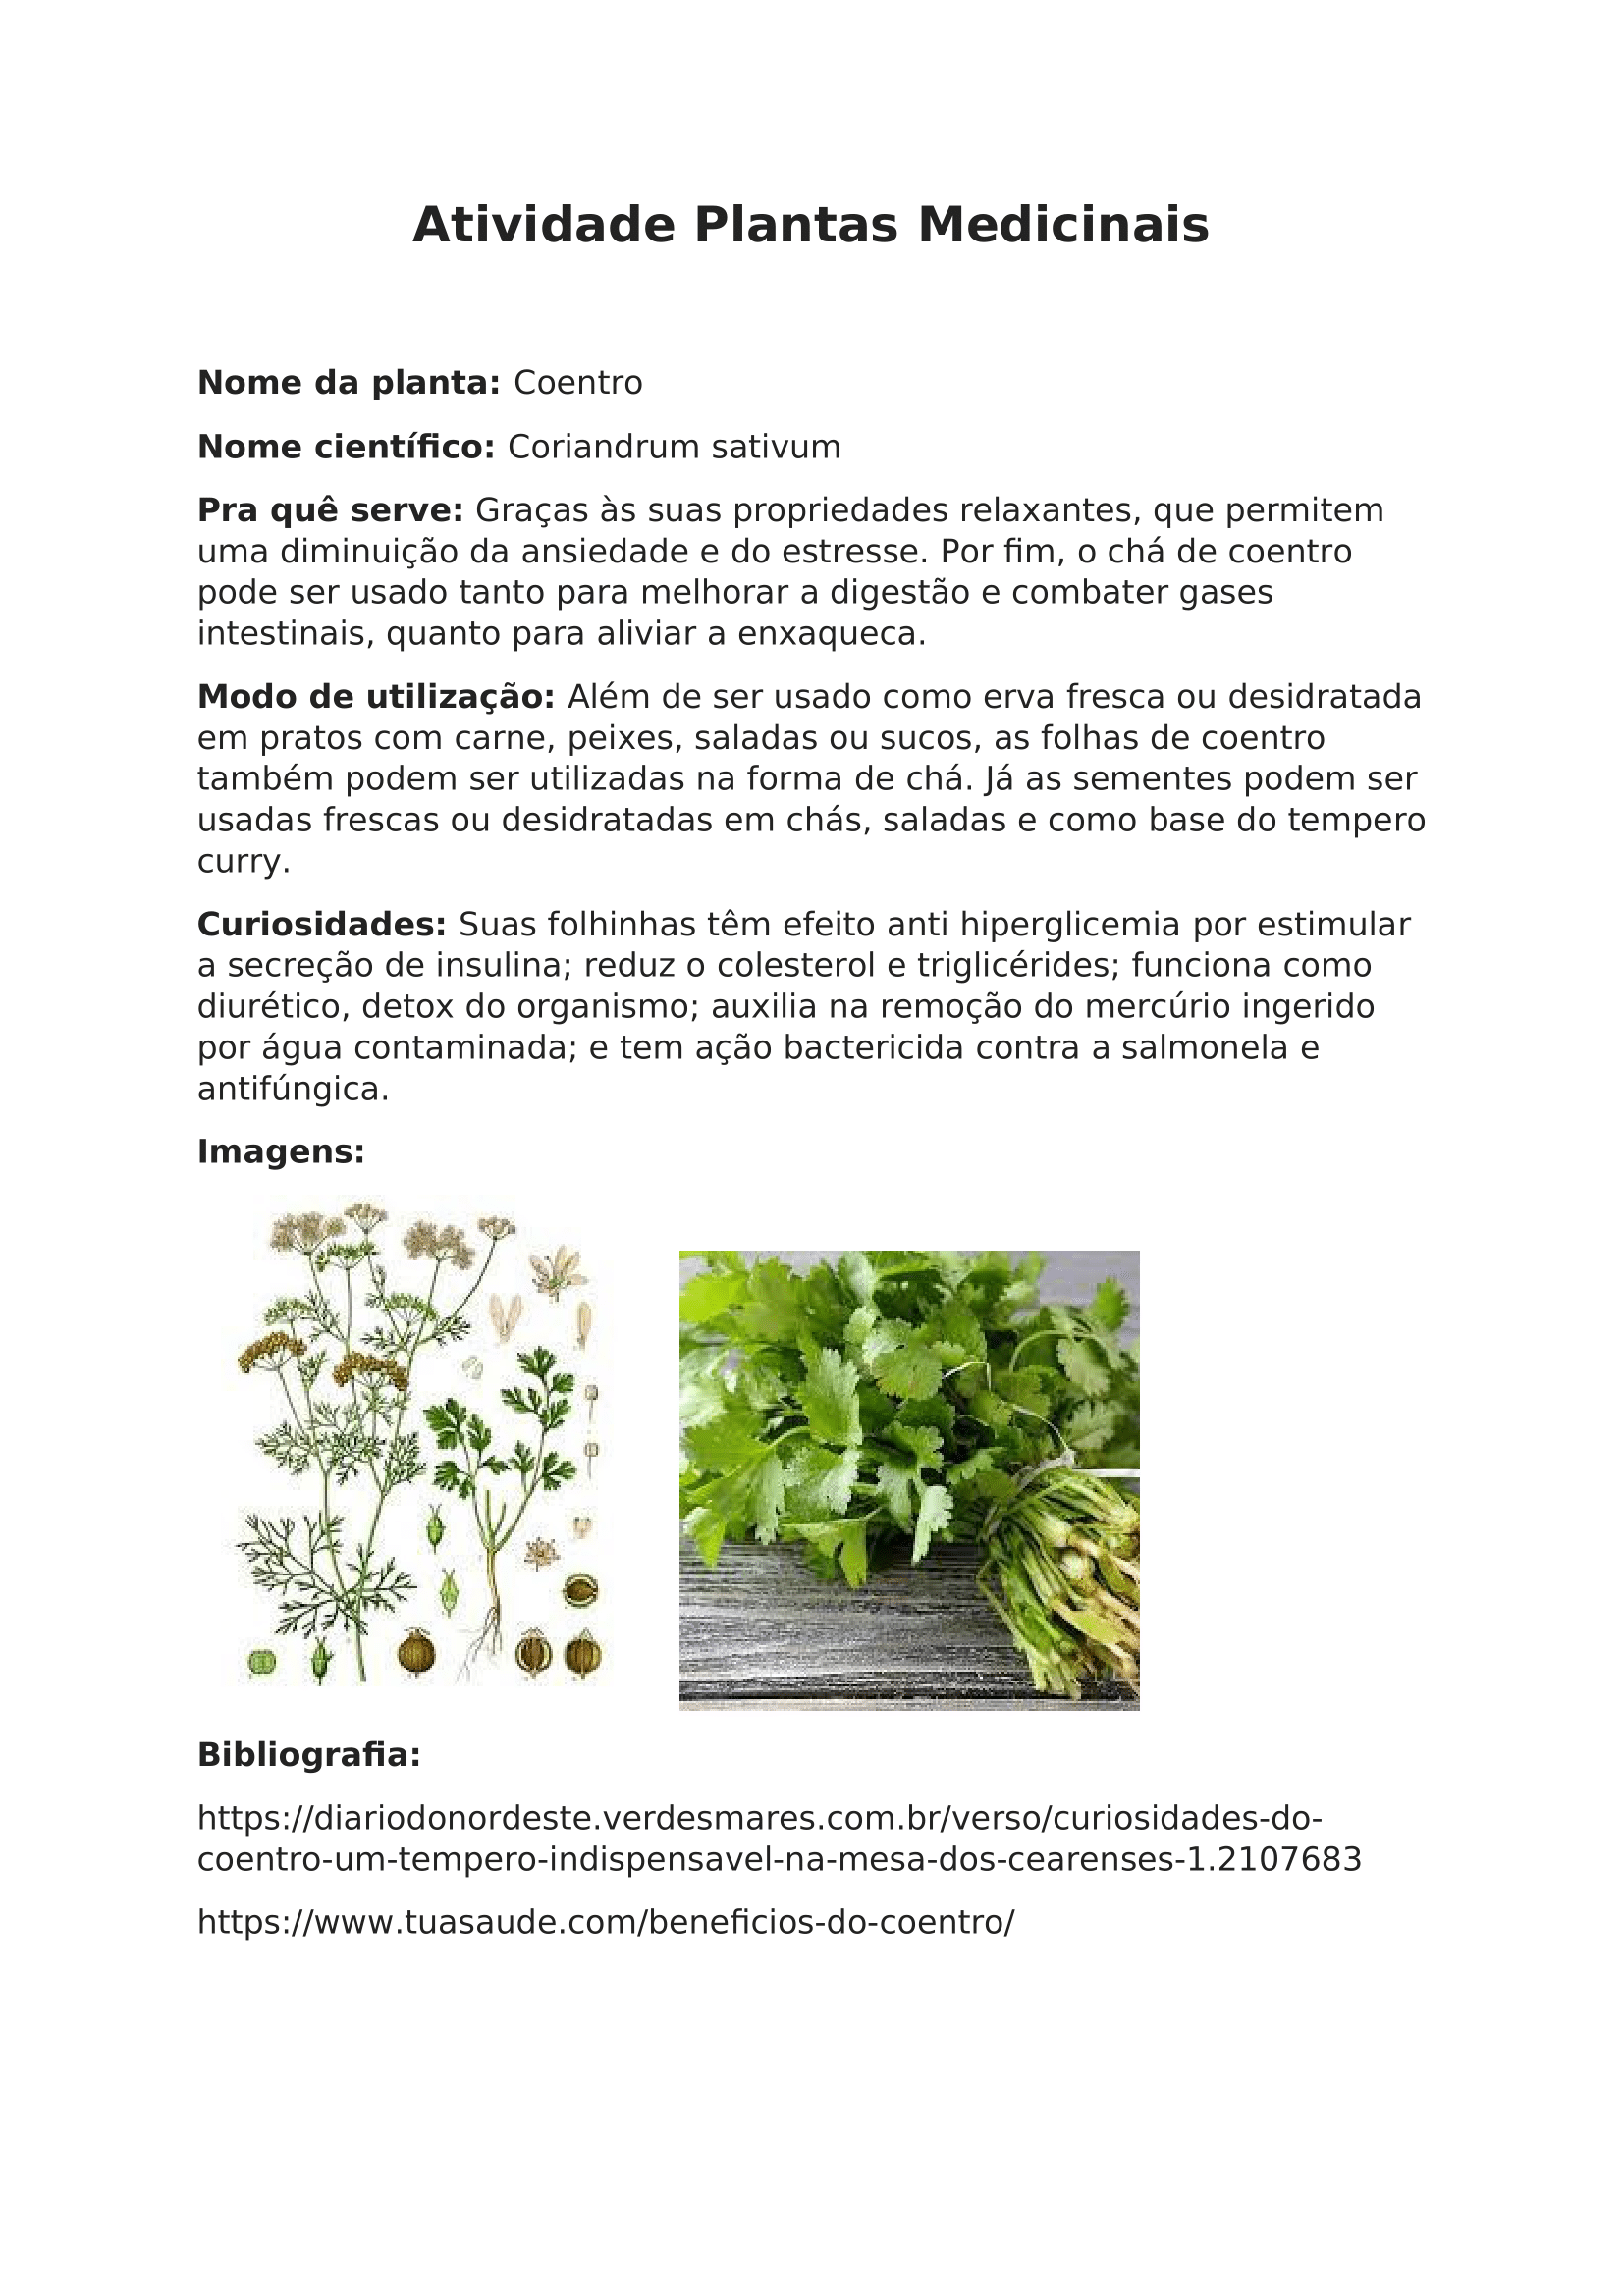 Atividade Plantas Medicinais
Nome da planta: Coentro
Nome científico: Coriandrum sativum
Pra quê serve: Graças às suas propriedades relaxantes, que permitem
uma diminuição da ansiedade e do estresse. Por fim, o chá de coentro
pode ser usado tanto para melhorar a digestão e combater gases
intestinais, quanto para aliviar a enxaqueca.
Modo de utilização: Além de ser usado como erva fresca ou desidratada
em pratos com carne, peixes, saladas ou sucos, as folhas de coentro
também podem ser utilizadas na forma de chá. Já as sementes podem ser
usadas frescas ou desidratadas em chás, saladas e como base do tempero
curry.
Curiosidades: Suas folhinhas têm efeito anti hiperglicemia por estimular
a secreção de insulina; reduz o colesterol e triglicérides; funciona como
diurético, detox do organismo; auxilia na remoção do mercúrio ingerido
por água contaminada; e tem ação bactericida contra a salmonela e
antifúngica.
Imagens:
Bibliografia:
https://diariodonordeste.verdesmares.com.br/verso/curiosidades-do-
coentro-um-tempero-indispensavel-na-mesa-dos-cearenses-1.2107683
https://www.tuasaude.com/beneficios-do-coentro/